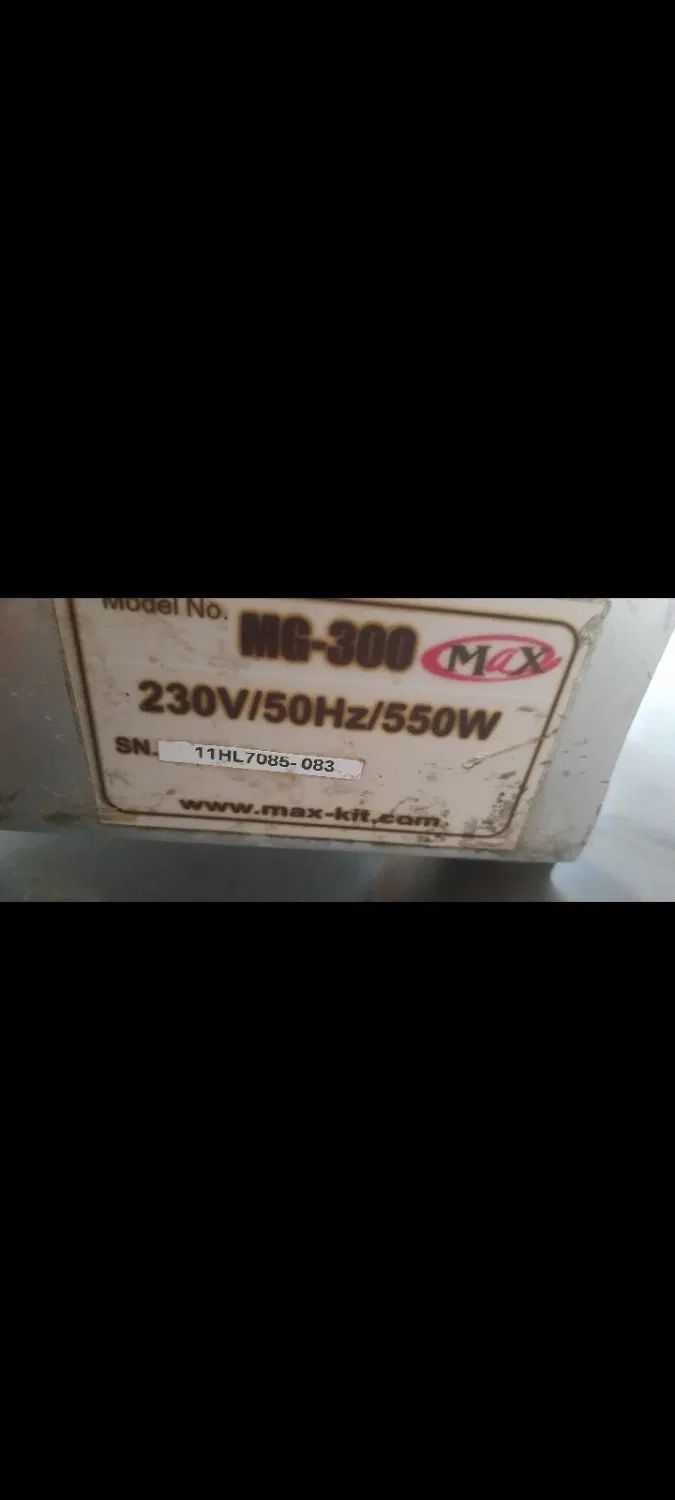 Model No. MG-300 MaX
230V/50Hz/550W
SN. 11HL7085-083
www.max-kit.com